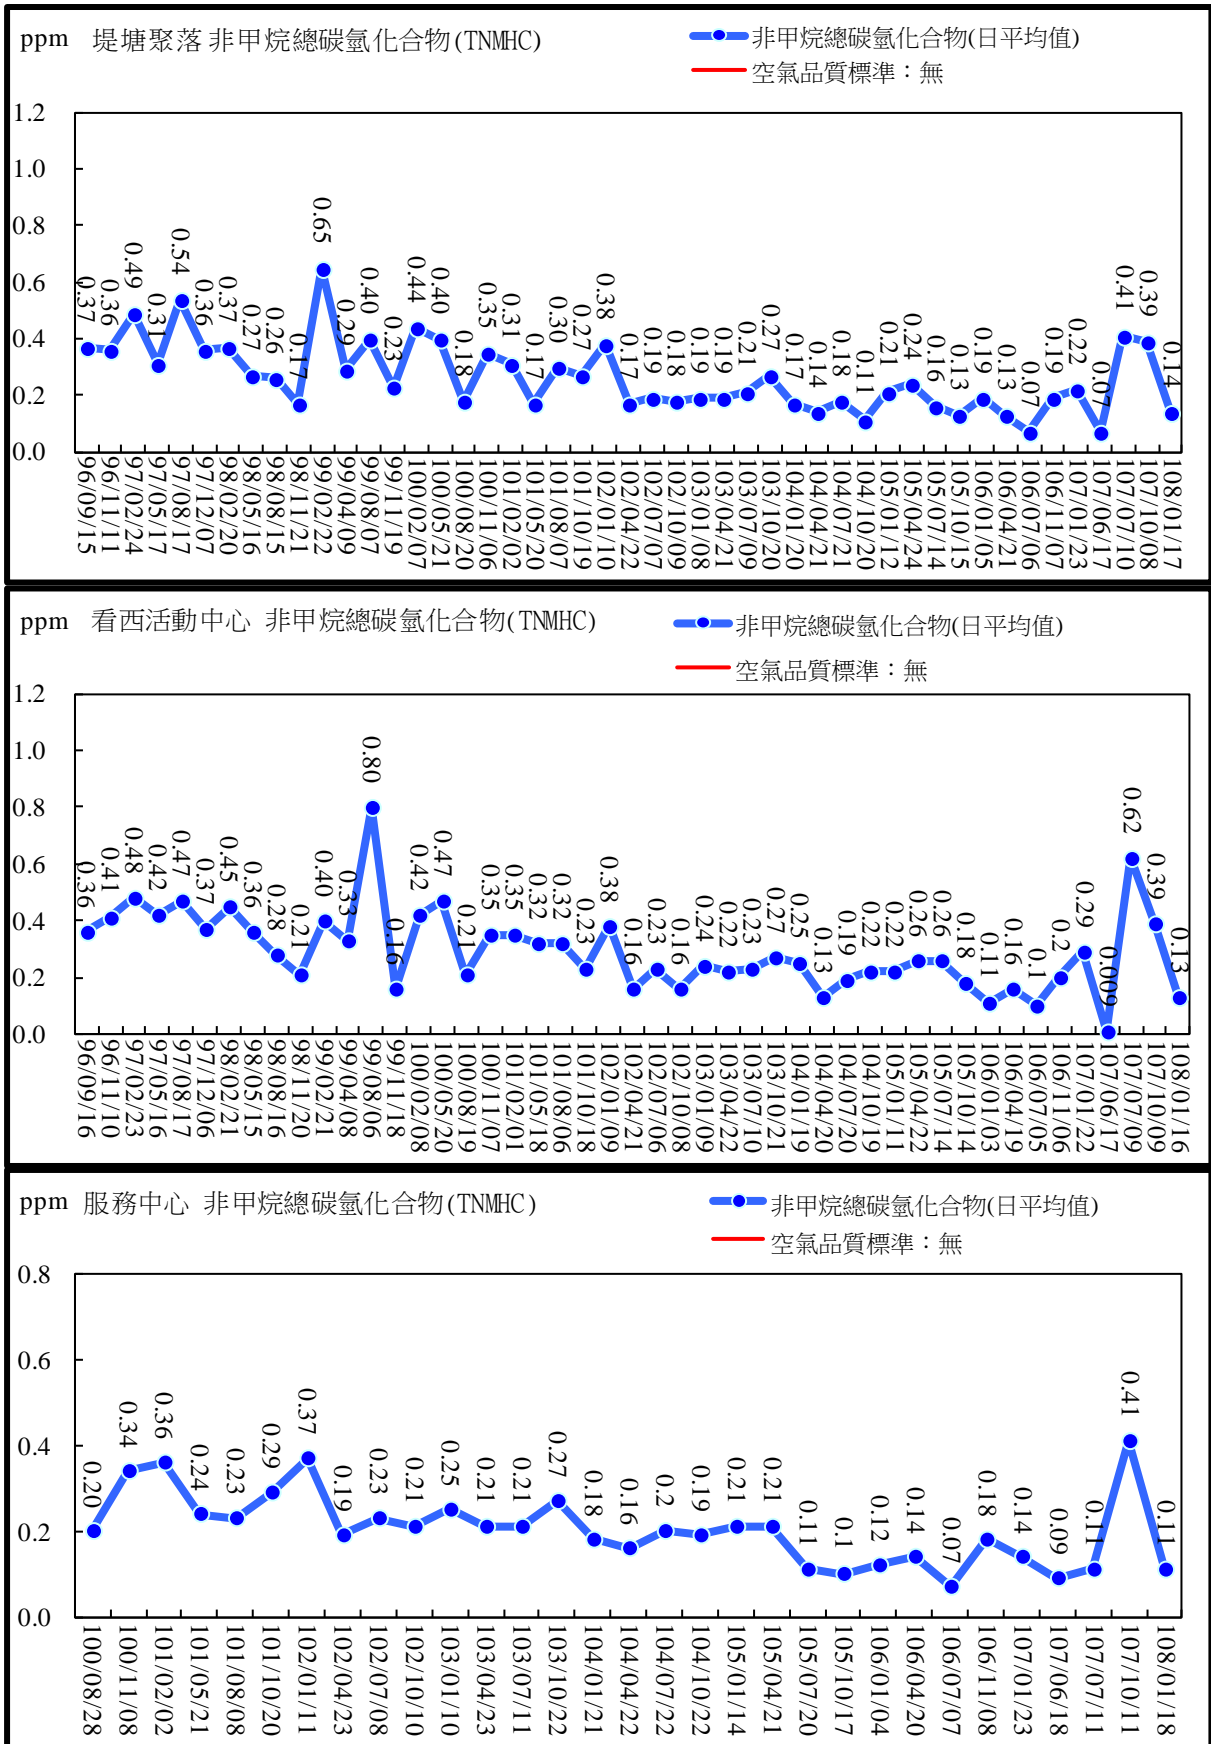 ppm 堤塘聚落 非甲烷總碳氫化合物(TNMHC)
非甲烷總碳氫化合物(日平均值)
空氣品質標準：無
1.2
1.0
0.8
0.6
0.4
0.2
0.0
0.37 0.36 0.49 0.31 0.54 0.36 0.37 0.27 0.26 0.17 0.65 0.29 0.40 0.23 0.44 0.40 0.18 0.35 0.31 0.17 0.30 0.27 0.38 0.17 0.19 0.18 0.19 0.19 0.21 0.27 0.17 0.14 0.18 0.11 0.21 0.24 0.16 0.13 0.19 0.13 0.07 0.19 0.22 0.07 0.41 0.39 0.14
96/09/15 96/11/11 97/02/24 97/05/17 97/08/17 97/12/07 98/02/20 98/05/16 98/08/15 98/11/21 99/02/22 99/04/09 99/08/07 99/11/19 100/02/07 100/05/21 100/08/20 100/11/06 101/02/02 101/05/20 101/08/07 101/10/19 102/01/10 102/04/22 102/07/07 102/10/09 103/01/08 103/04/21 103/07/09 103/10/20 104/01/20 104/04/21 104/07/21 104/10/20 105/01/12 105/04/24 105/07/14 105/10/15 106/01/05 106/04/21 106/07/06 106/11/07 107/01/23 107/06/17 107/07/10 107/10/08 108/01/17
ppm 看西活動中心 非甲烷總碳氫化合物(TNMHC)
非甲烷總碳氫化合物(日平均值)
空氣品質標準：無
1.2
1.0
0.8
0.6
0.4
0.2
0.0
0.36 0.41 0.48 0.42 0.47 0.37 0.45 0.36 0.28 0.21 0.40 0.33 0.80 0.16 0.42 0.47 0.21 0.35 0.35 0.32 0.32 0.23 0.38 0.16 0.23 0.16 0.24 0.22 0.23 0.27 0.25 0.13 0.19 0.22 0.22 0.26 0.26 0.18 0.11 0.16 0.1 0.2 0.29 0.009 0.62 0.39 0.13
96/09/16 96/11/10 97/02/23 97/05/16 97/08/17 97/12/06 98/02/21 98/05/15 98/08/16 98/11/20 99/02/21 99/04/08 99/08/06 99/11/18 100/02/08 100/05/20 100/08/19 100/11/07 101/02/01 101/05/18 101/08/06 101/10/18 102/01/09 102/04/21 102/07/06 102/10/08 103/01/09 103/04/22 103/07/10 103/10/21 104/01/19 104/04/20 104/07/20 104/10/19 105/01/11 105/04/22 105/07/14 105/10/14 106/01/03 106/04/19 106/07/05 106/11/06 107/01/22 107/06/17 107/07/09 107/10/09 108/01/16
ppm 服務中心 非甲烷總碳氫化合物(TNMHC)
非甲烷總碳氫化合物(日平均值)
空氣品質標準：無
0.8
0.6
0.4
0.2
0.0
0.20 0.34 0.36 0.24 0.23 0.29 0.37 0.19 0.23 0.21 0.25 0.21 0.21 0.27 0.18 0.16 0.2 0.19 0.21 0.21 0.11 0.1 0.12 0.14 0.07 0.18 0.14 0.09 0.11 0.41 0.11
100/08/28 100/11/08 101/02/02 101/05/21 101/08/08 101/10/20 102/01/11 102/04/23 102/07/08 102/10/10 103/01/10 103/04/23 103/07/11 103/10/22 104/01/21 104/04/22 104/07/22 104/10/22 105/01/14 105/04/21 105/07/20 105/10/17 106/01/04 106/04/20 106/07/07 106/11/08 107/01/23 107/06/18 107/07/11 107/10/11 108/01/18